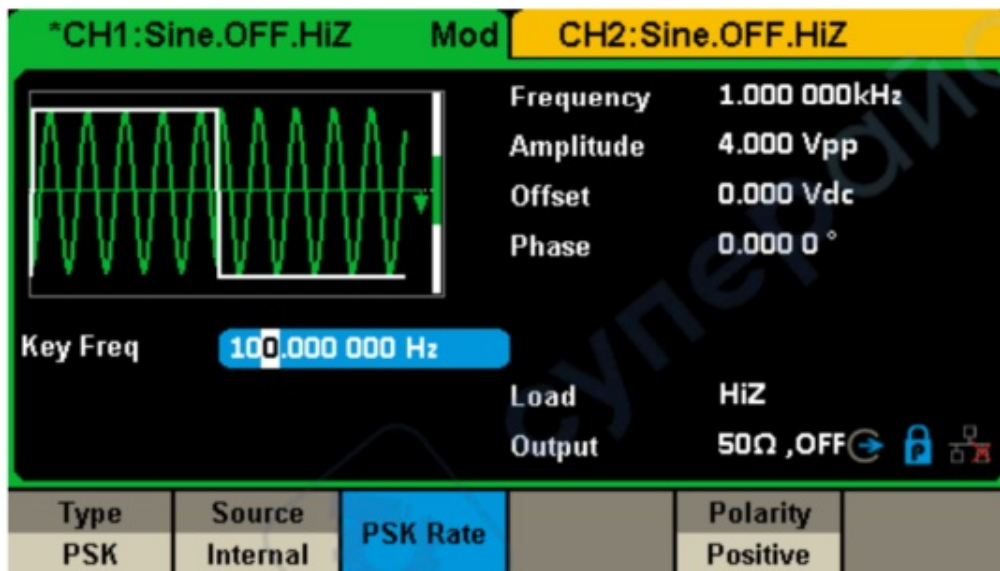 *CH1:Sine.OFF.HiZ Mod CH2:Sine.OFF.HiZ
Frequency 1.000 000kHz
Amplitude 4.000 Vpp
Offset 0.000 Vdc
Phase 0.000 0 °
Key Freq 100.000 000 Hz
Load HiZ
Output 50Ω ,OFF P
Type Source PSK Rate Polarity
PSK Internal Positive
суперайс